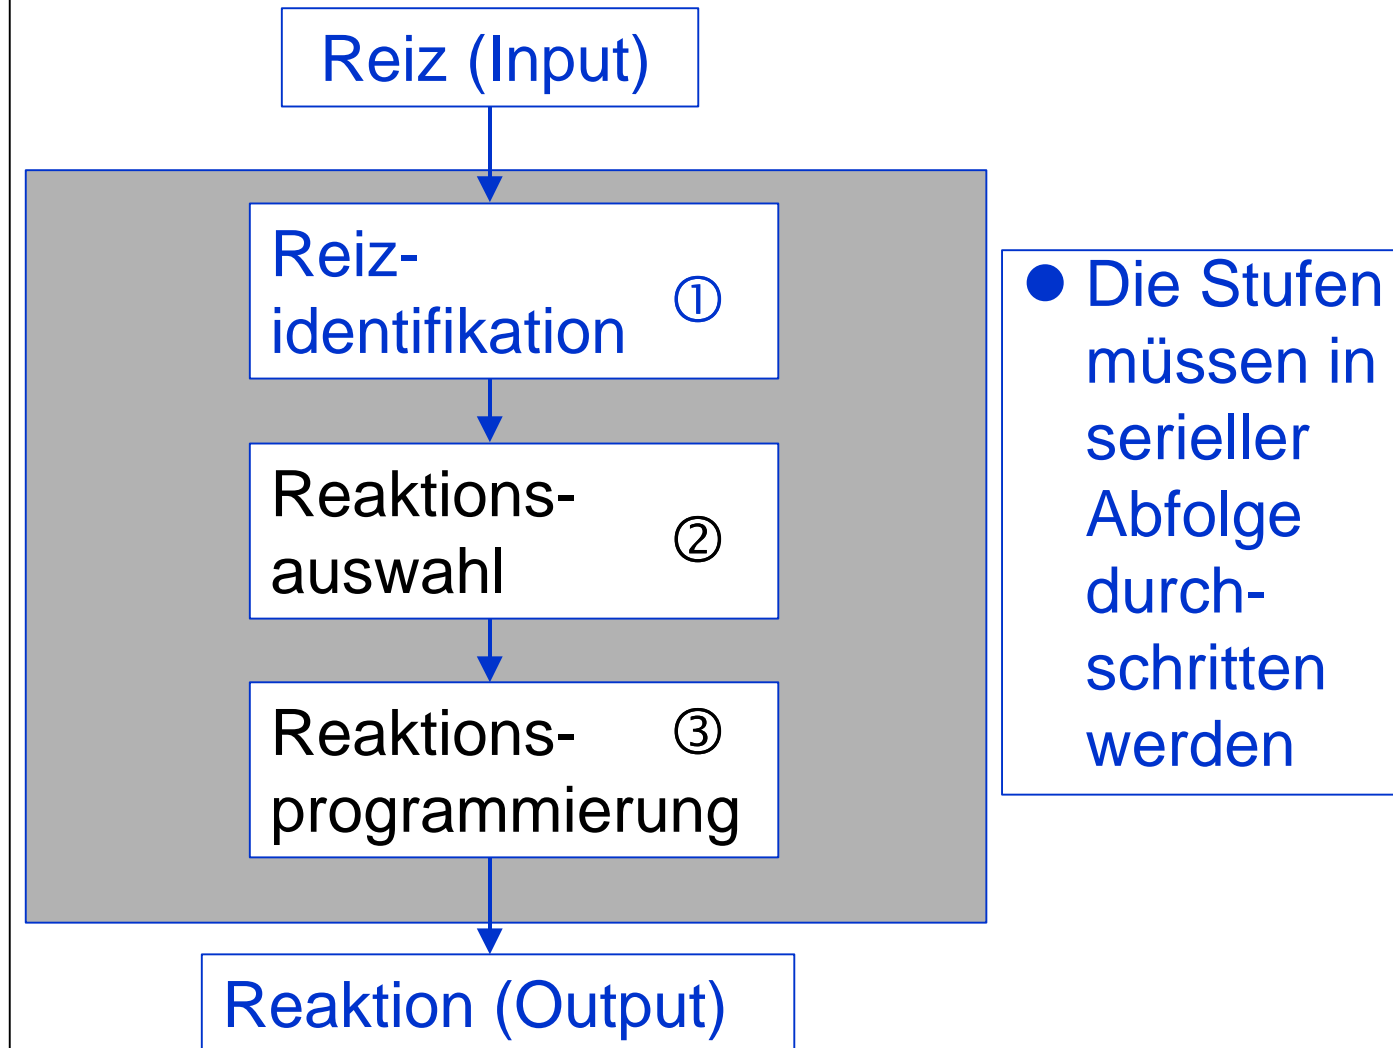 Reiz (Input)
Reiz-
identifikation ①
Reaktions-
auswahl ②
Reaktions- ③
programmierung
Reaktion (Output)
● Die Stufen
müssen in
serieller
Abfolge
durch-
schritten
werden